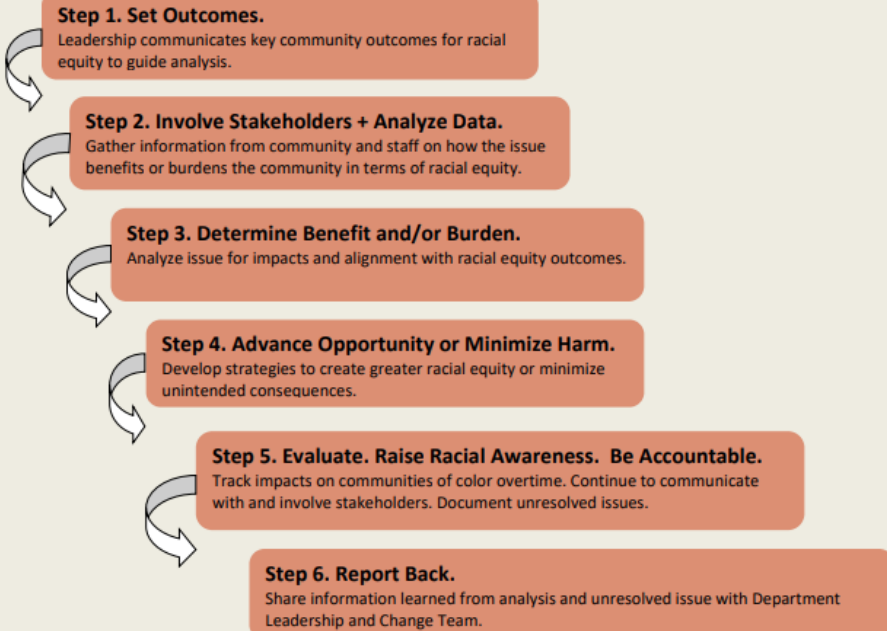 Step 1. Set Outcomes.
Leadership communicates key community outcomes for racial
equity to guide analysis.
Step 2. Involve Stakeholders + Analyze Data.
Gather information from community and staff on how the issue
benefits or burdens the community in terms of racial equity.
Step 3. Determine Benefit and/or Burden.
Analyze issue for impacts and alignment with racial equity outcomes.
Step 4. Advance Opportunity or Minimize Harm.
Develop strategies to create greater racial equity or minimize
unintended consequences.
Step 5. Evaluate. Raise Racial Awareness.  Be Accountable.
Track impacts on communities of color overtime. Continue to communicate
with and involve stakeholders. Document unresolved issues.
Step 6. Report Back.
Share information learned from analysis and unresolved issue with Department
Leadership and Change Team.